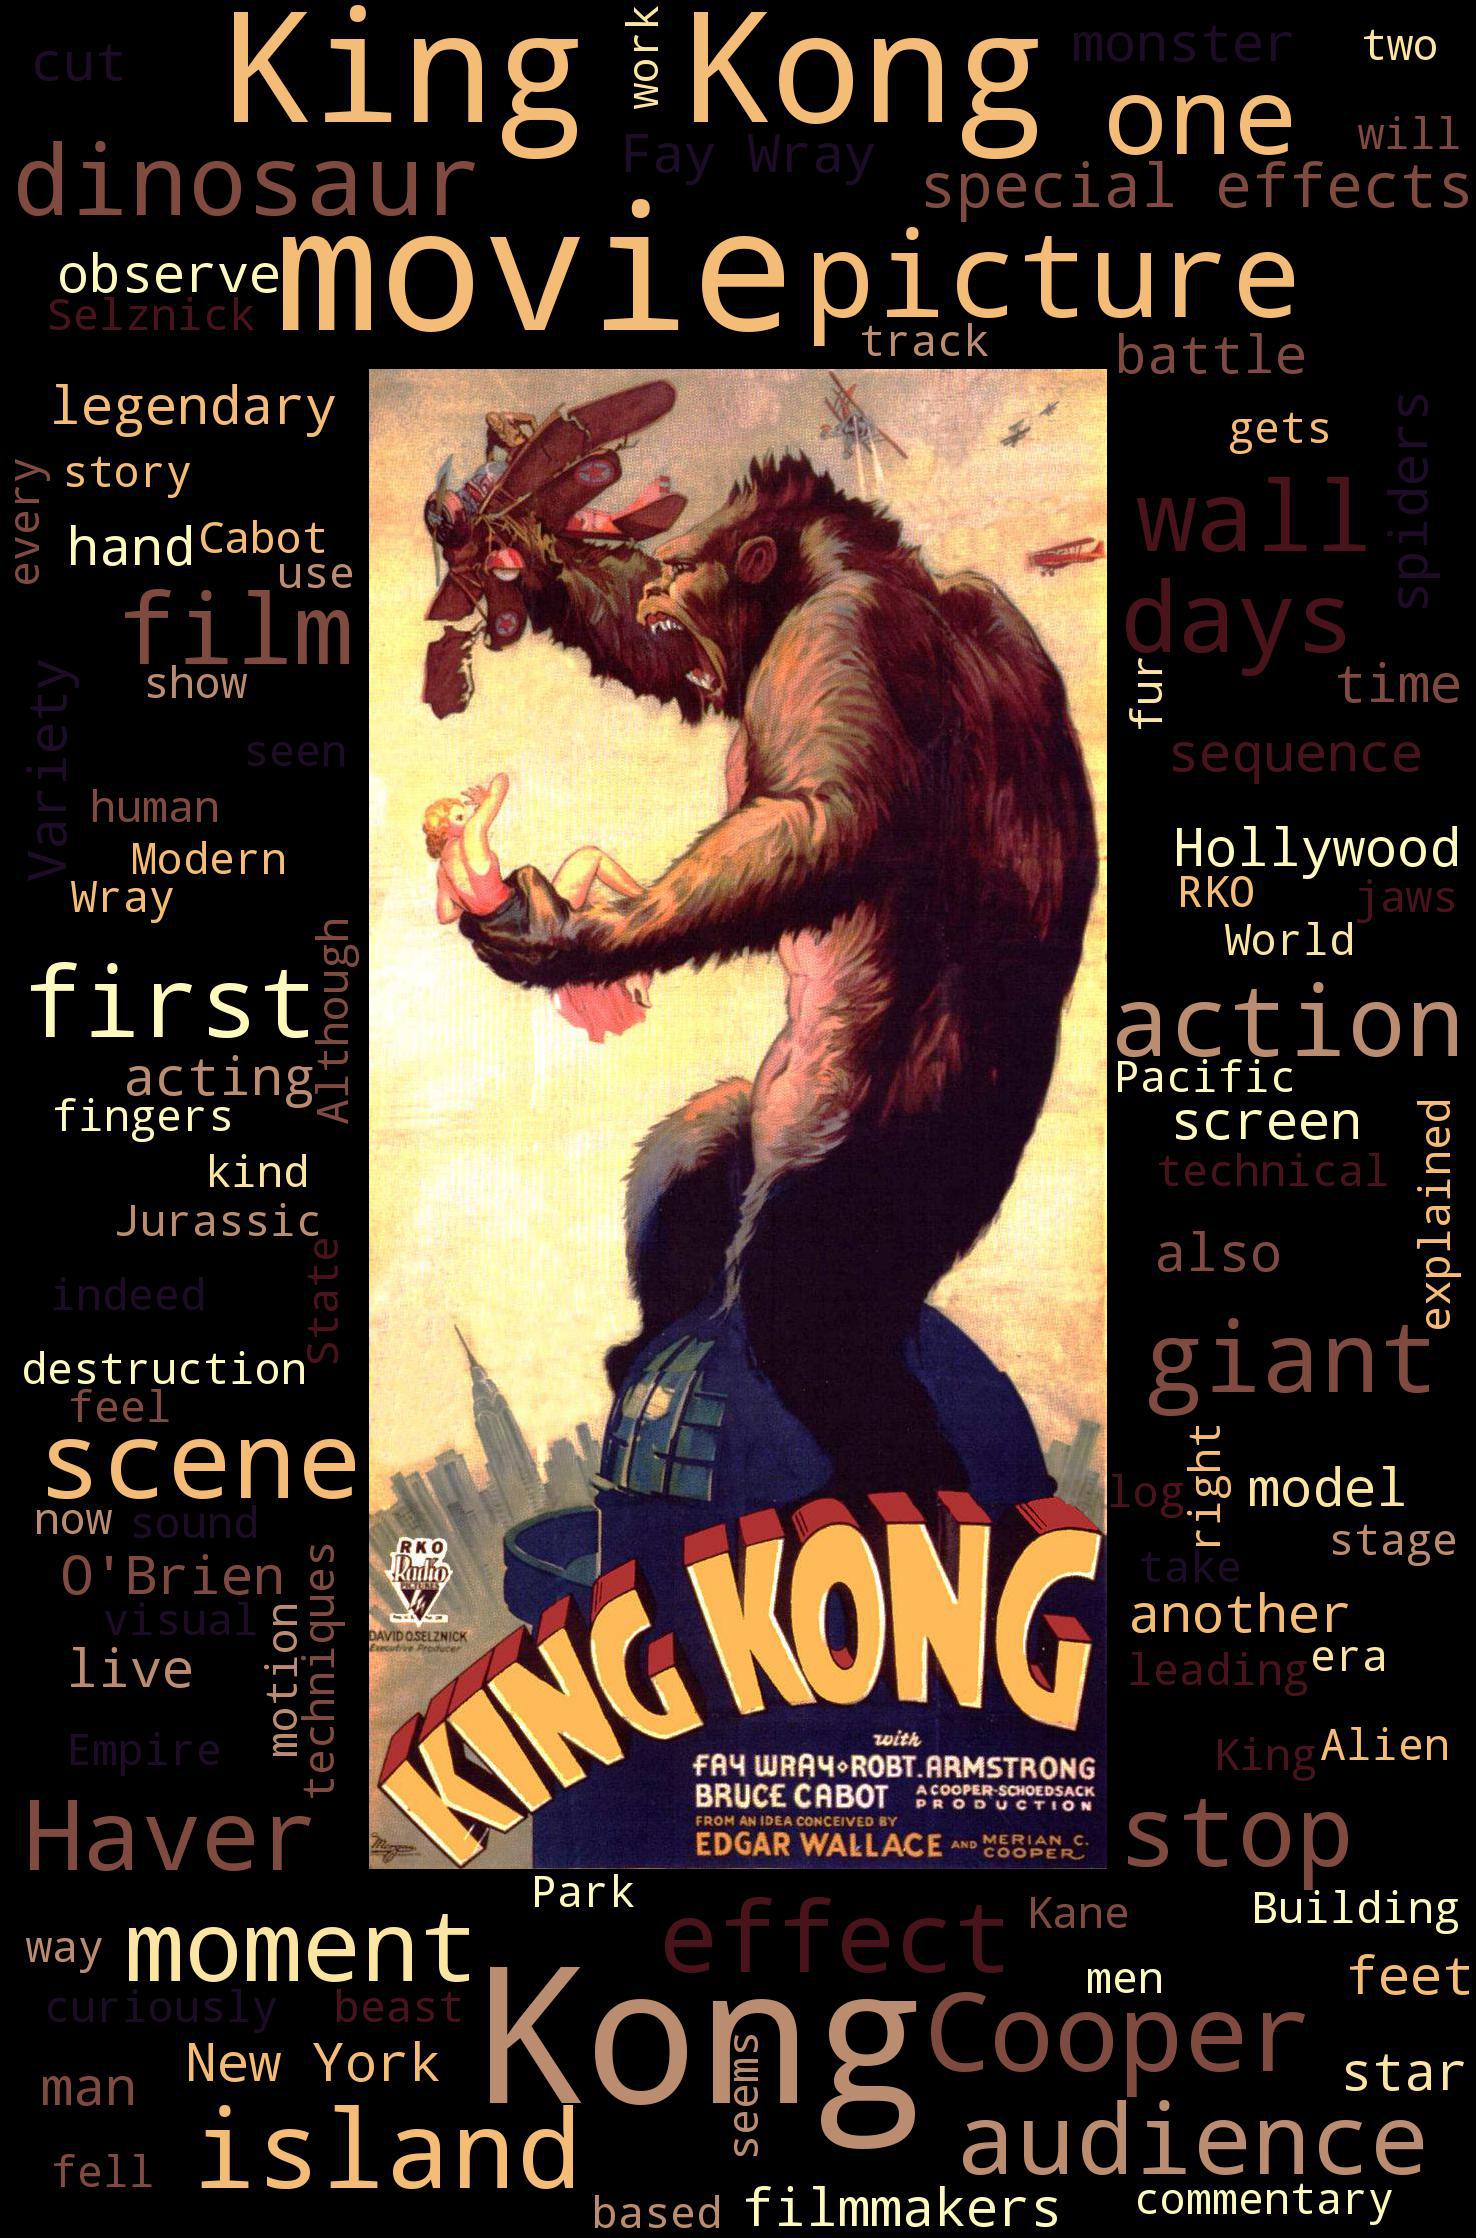 King work Kong monster two
cut one will
dinosaur Fay Wray special effects
observe movie picture
Selznick track battle
legendary gets spiders
every story wall
hand Cabot
use
film days
show fur time
Variety seen sequence
human Hollywood
Modern
Wray RKO jaws
World
first Although action
acting Pacific
fingers screen explained
kind technical
Jurassic
indeed State also
destruction giant
feel
scene right
now sound log model
stage
O'Brien techniques take
visual motion another
live leading era
Empire King Alien
RKO
Radio
PICTURES
DAVID O. SELZNICK
Executive Producer
KING KONG
with
FAY WRAY ROBT. ARMSTRONG
BRUCE CABOT A COOPER-SCHOEDSACK
PRODUCTION
FROM AN IDEA CONCEIVED BY
EDGAR WALLACE AND MERIAN C.
COOPER
Haver stop
Park effect Kane Building
way moment men feet
curiously beast Kong Cooper
man New York seems star
island audience
fell
based filmmakers commentary